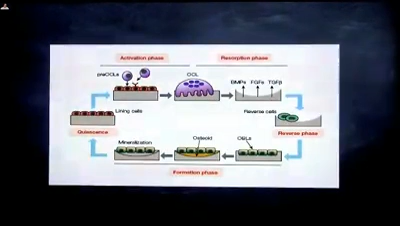 Activation phase
Resorption phase
preOCLs
OCL
BMPs FGFs TGFβ
Lining cells
Reverse cells
Quiescence
Reverse phase
Mineralization
Osteoid
OBLs
Formation phase